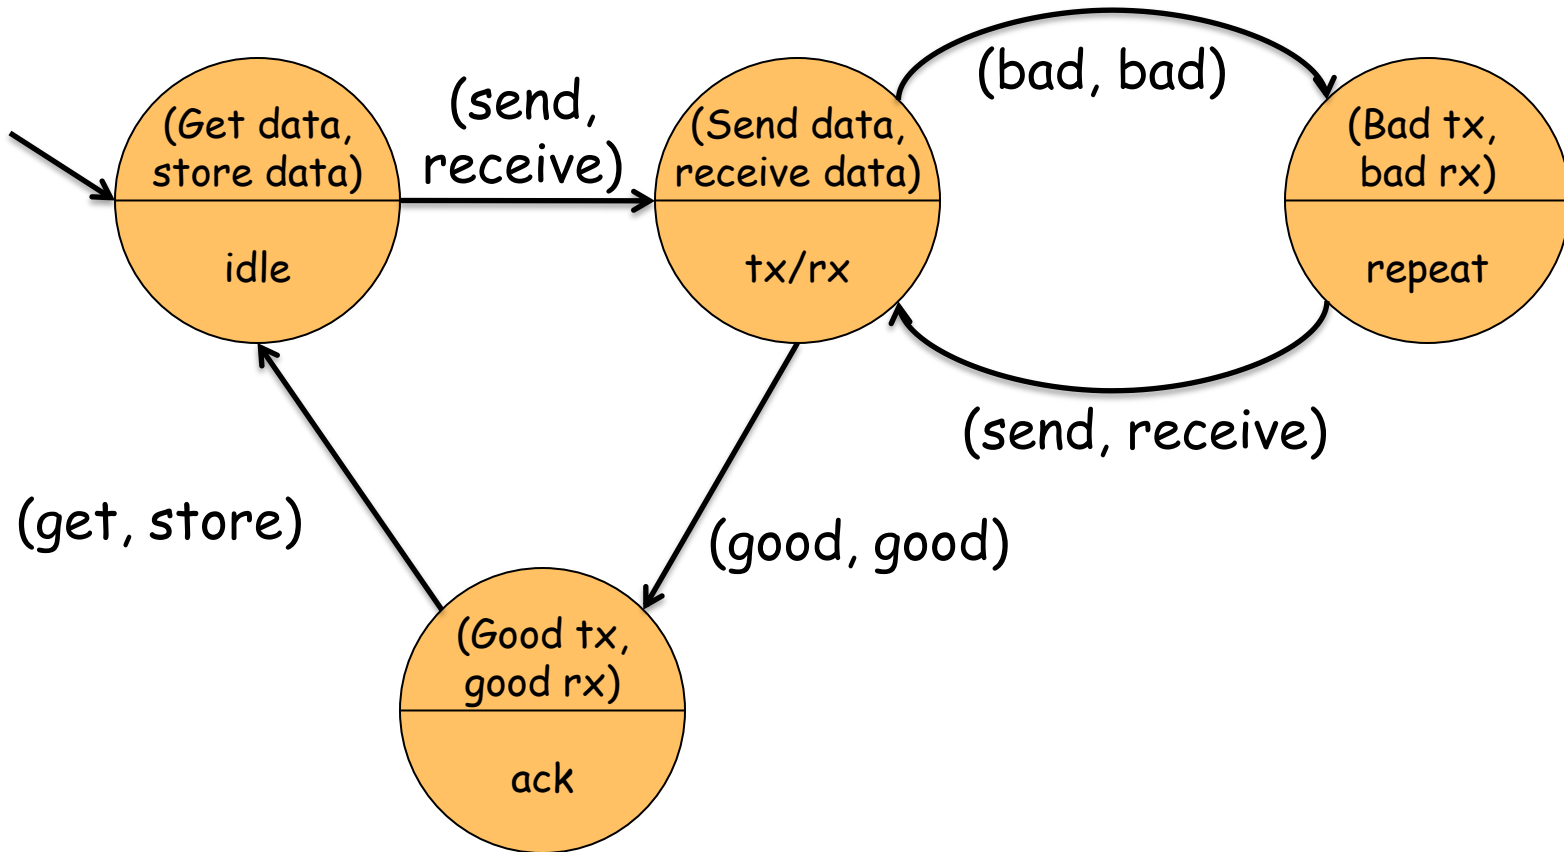 (Get data,
store data)
idle
(send,
receive)
(Send data,
receive data)
tx/rx
(bad, bad)
(Bad tx,
bad rx)
repeat
(send, receive)
(get, store)
(good, good)
(Good tx,
good rx)
ack